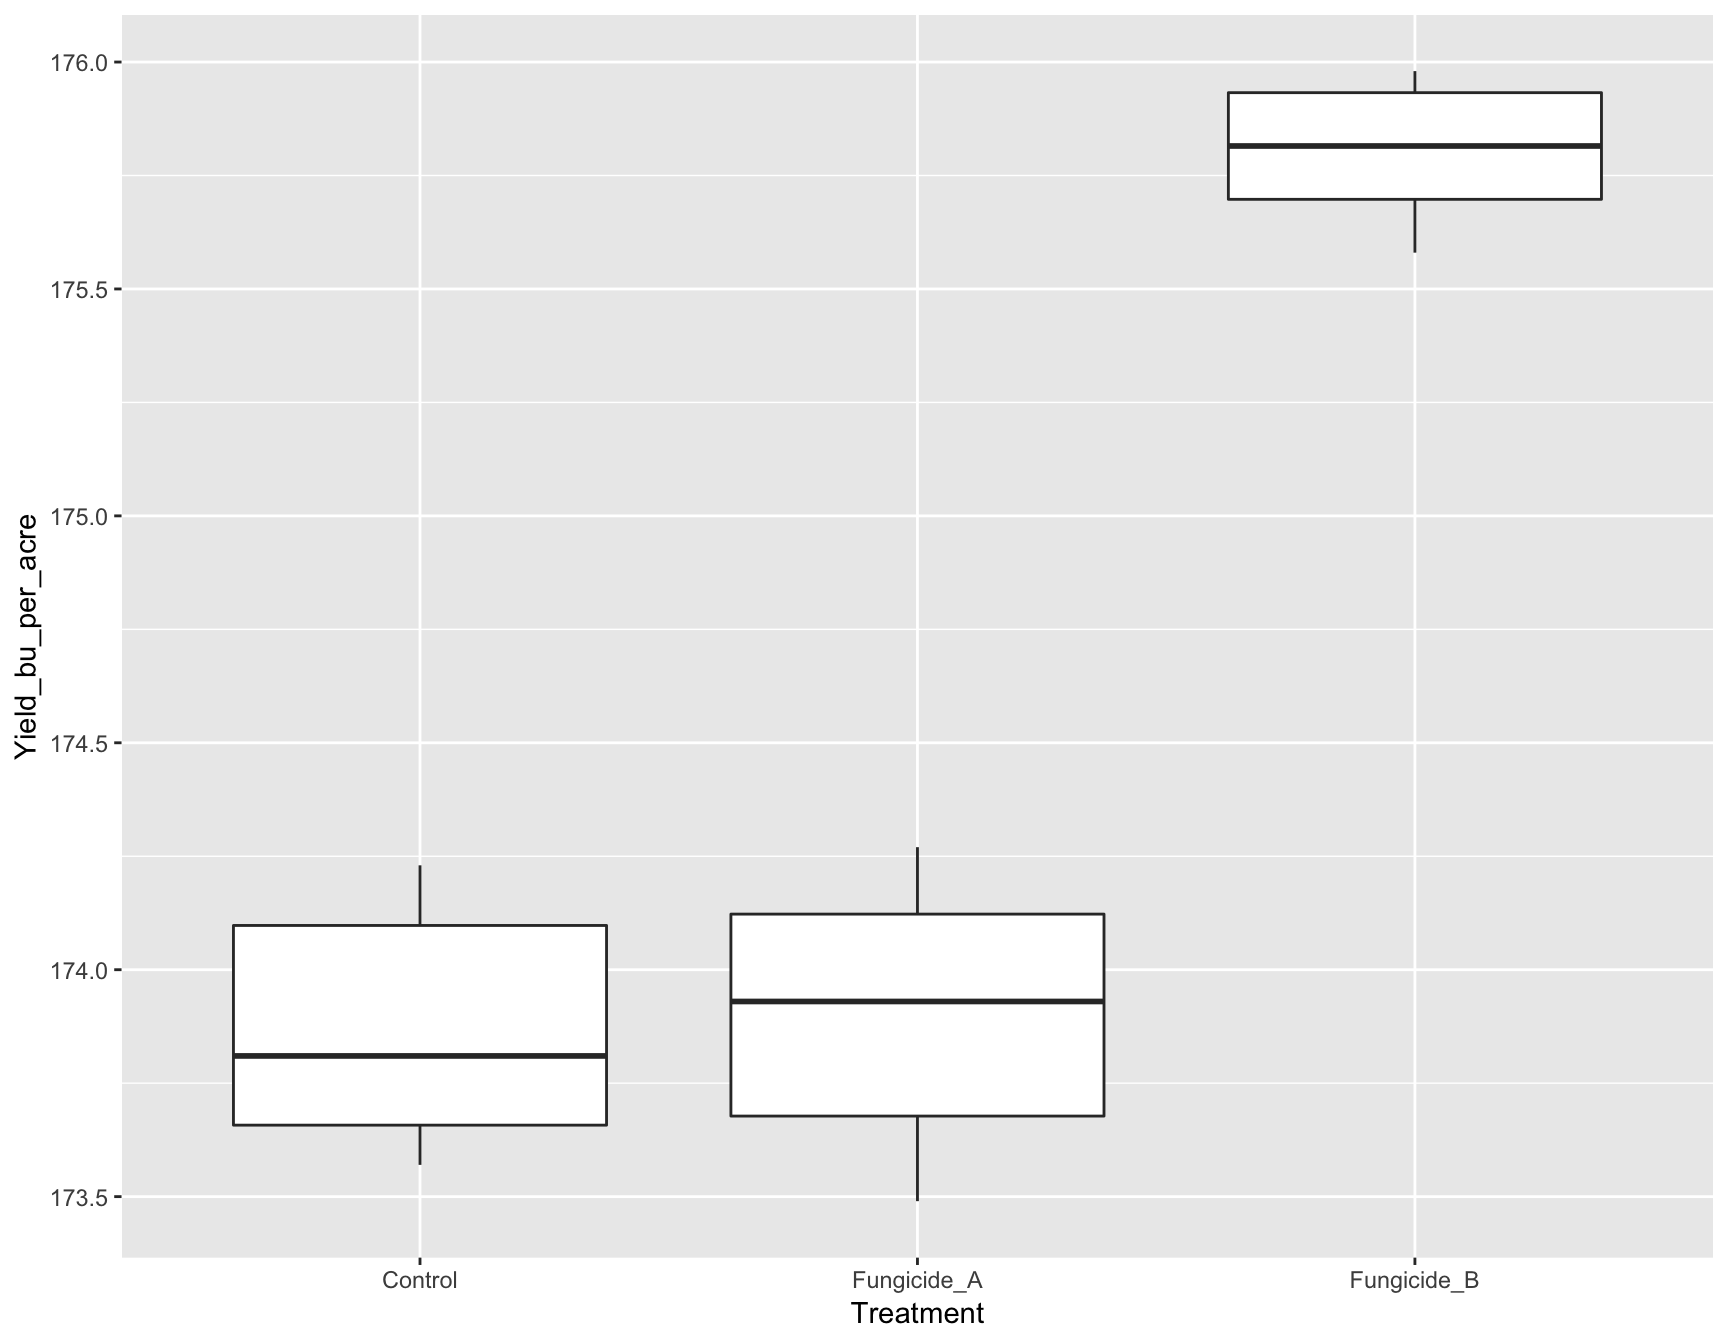 Yield_bu_per_acre
176.0
175.5
175.0
174.5
174.0
173.5
Control
Fungicide_A
Fungicide_B
Treatment